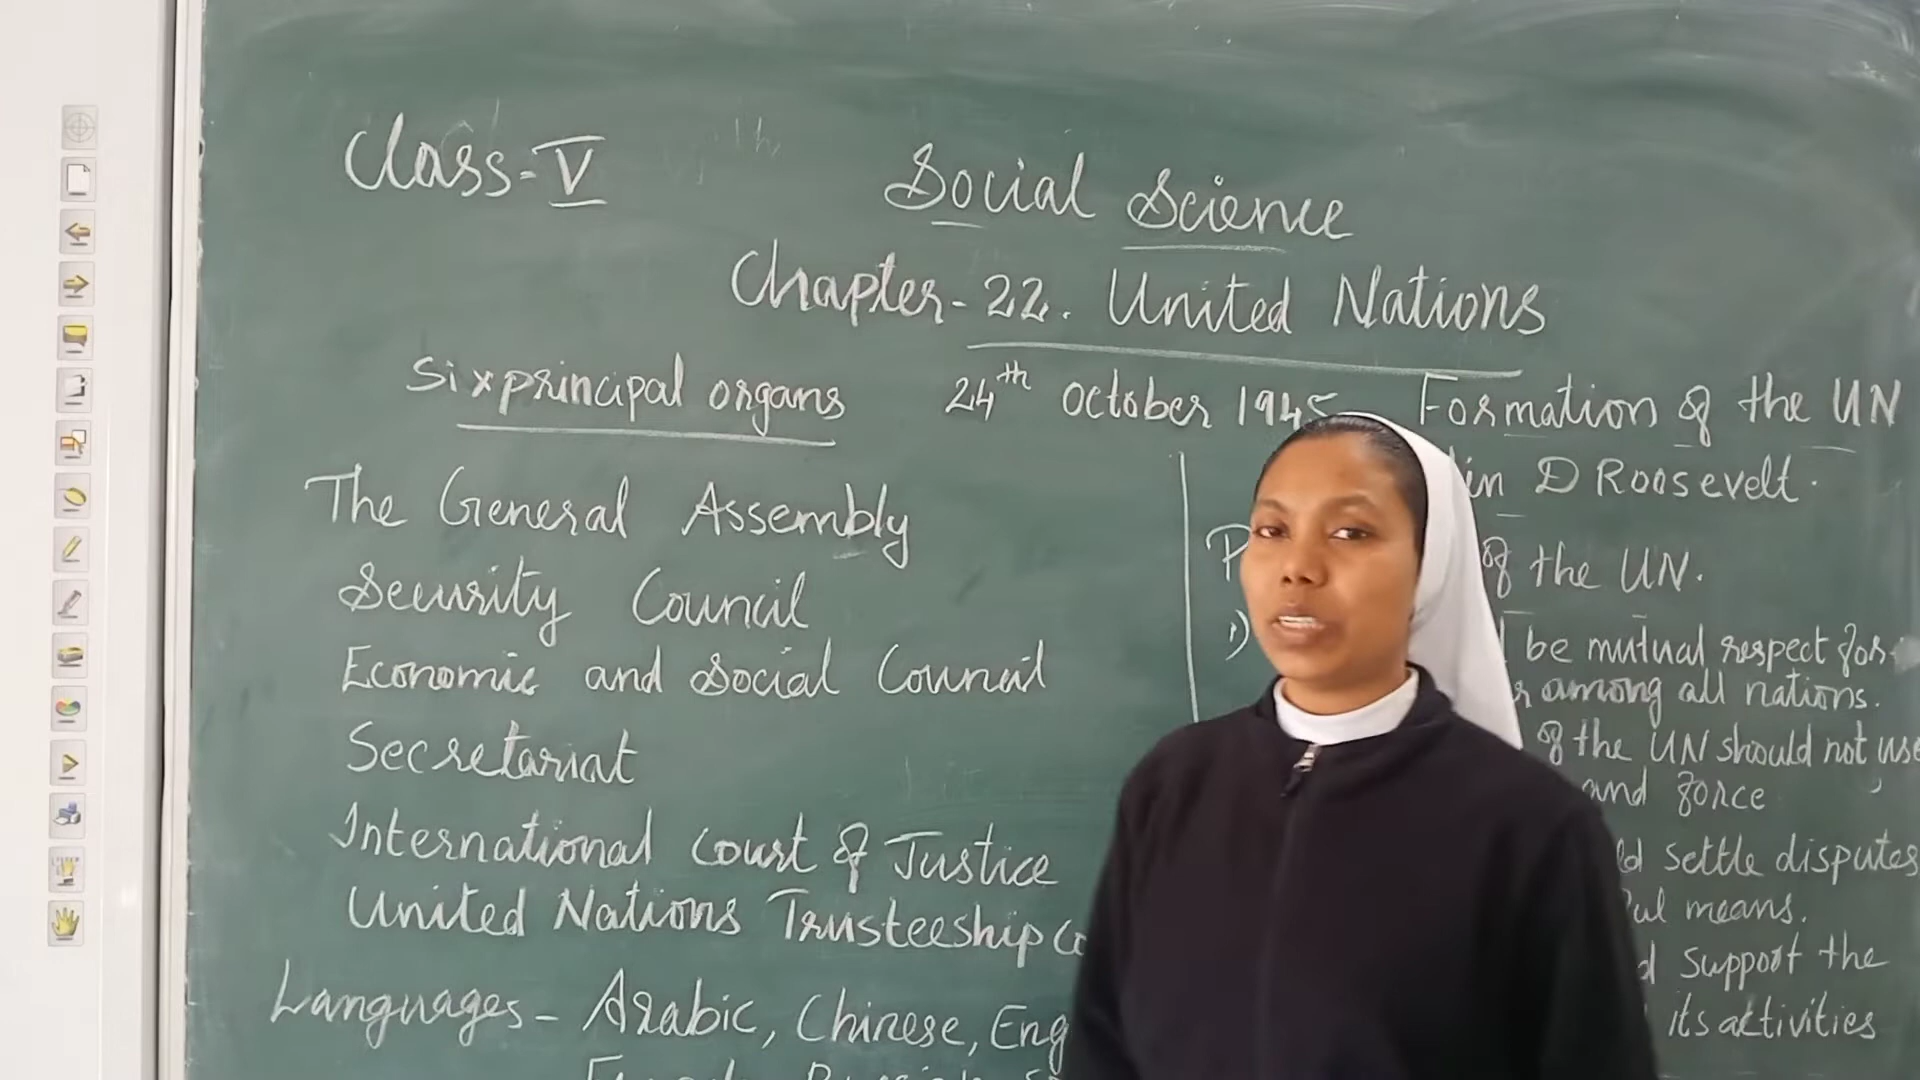 Class-V
Social Science
Chapter-22. United Nations
Six principal organs
24th October 1945
The General Assembly
Security Council
Economic and Social Council
Secretariat
International Court of Justice
United Nations Trusteeship
Languages - Arabic, Chinese,
Formation of the UN
D Roosevelt.
of the UN.
1)
be mutual respect for
among all nations.
of the UN should not use
and force
settle disputes
means.
support the
its activities